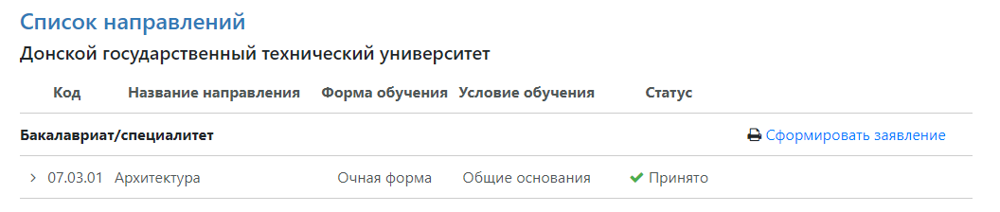 Список направлений
Донской государственный технический университет
Код Название направления Форма обучения Условие обучения Статус
Бакалавриат/специалитет Сформировать заявление
07.03.01 Архитектура Очная форма Общие основания Принято